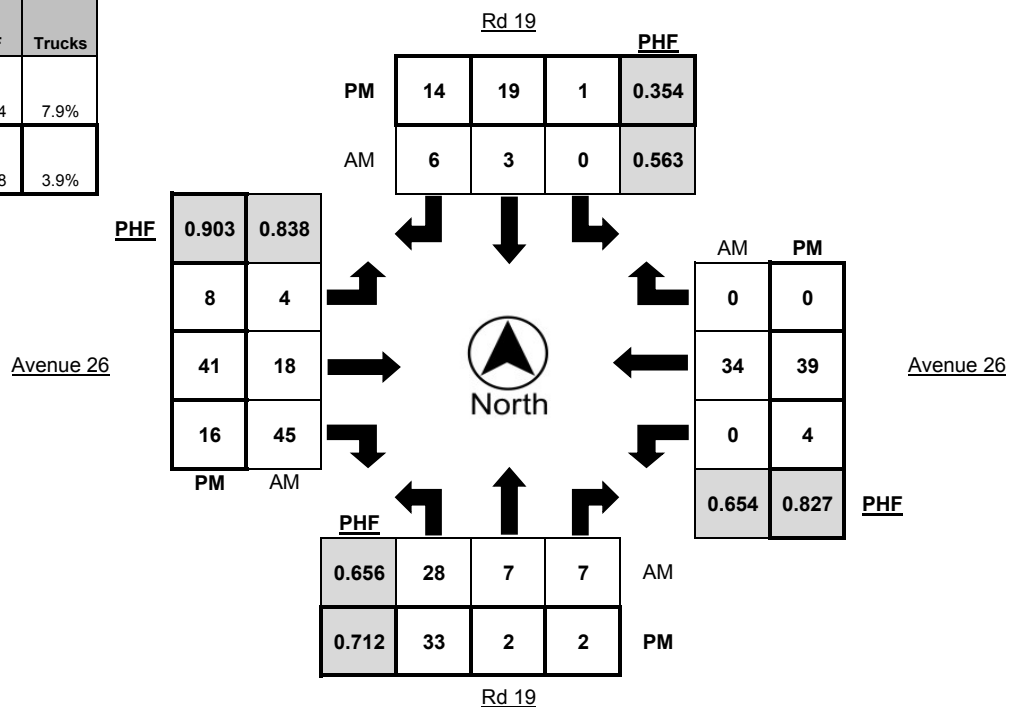 Rd 19
PHF
Trucks
PM 14 19 1 0.354
7.9%
AM 6 3 0 0.563
3.9%
PHF 0.903 0.838
AM PM
8 4 0 0
Avenue 26 41 18 North 34 39 Avenue 26
16 45 0 4
PM AM
0.654 0.827 PHF
PHF
0.656 28 7 7 AM
0.712 33 2 2 PM
Rd 19